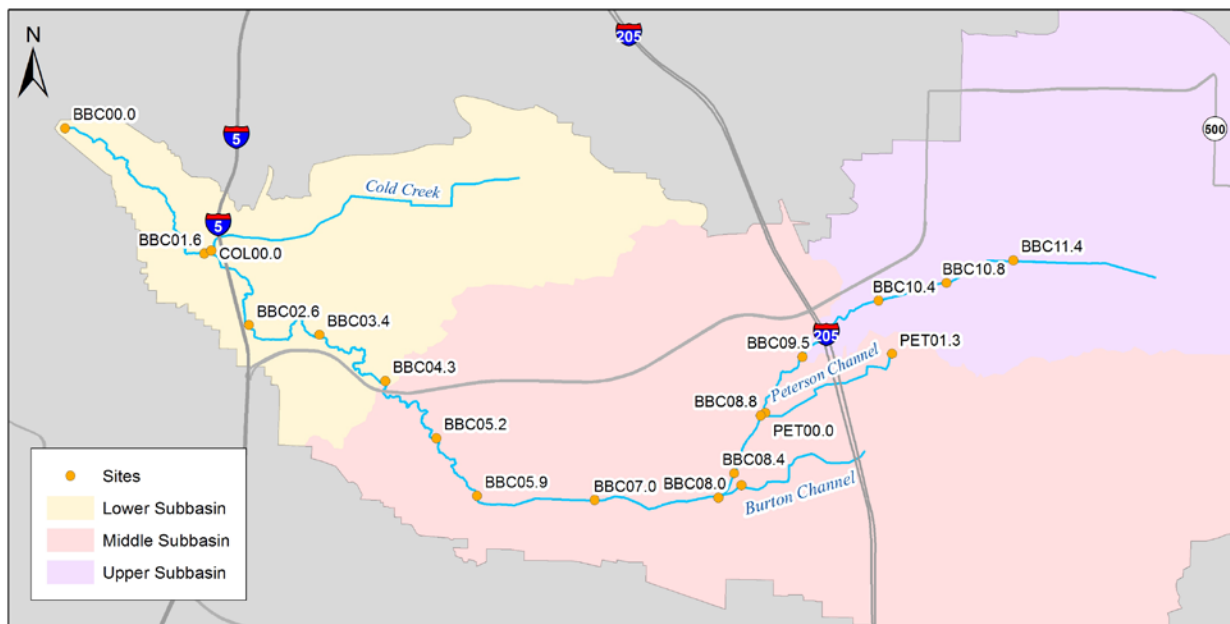 N
205
500
BBC00.0
5
Cold Creek
5
BBC01.6
COL00.0
BBC11.4
BBC10.8
BBC10.4
BBC02.6
BBC03.4
205
PET01.3
BBC09.5
Peterson Channel
BBC04.3
BBC08.8
PET00.0
BBC05.2
BBC08.4
BBC05.9
BBC07.0
BBC08.0
Burton Channel
Sites
Lower Subbasin
Middle Subbasin
Upper Subbasin